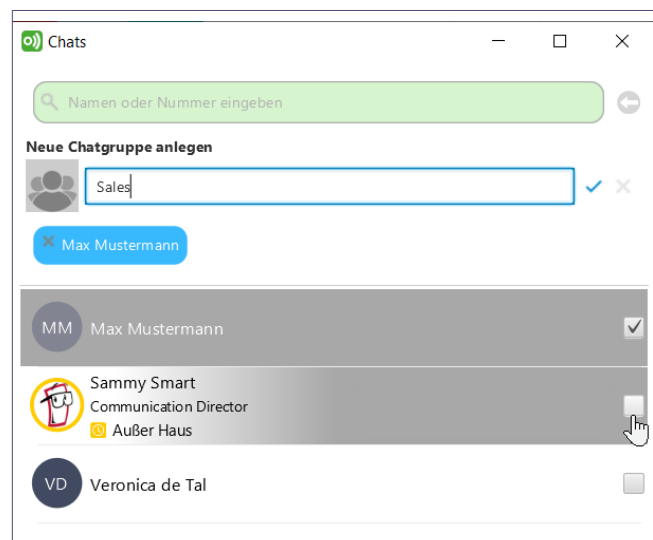 Chats
Namen oder Nummer eingeben
Neue Chatgruppe anlegen
Sales
Max Mustermann
MM Max Mustermann
Sammy Smart
Communication Director
Außer Haus
VD Veronica de Tal